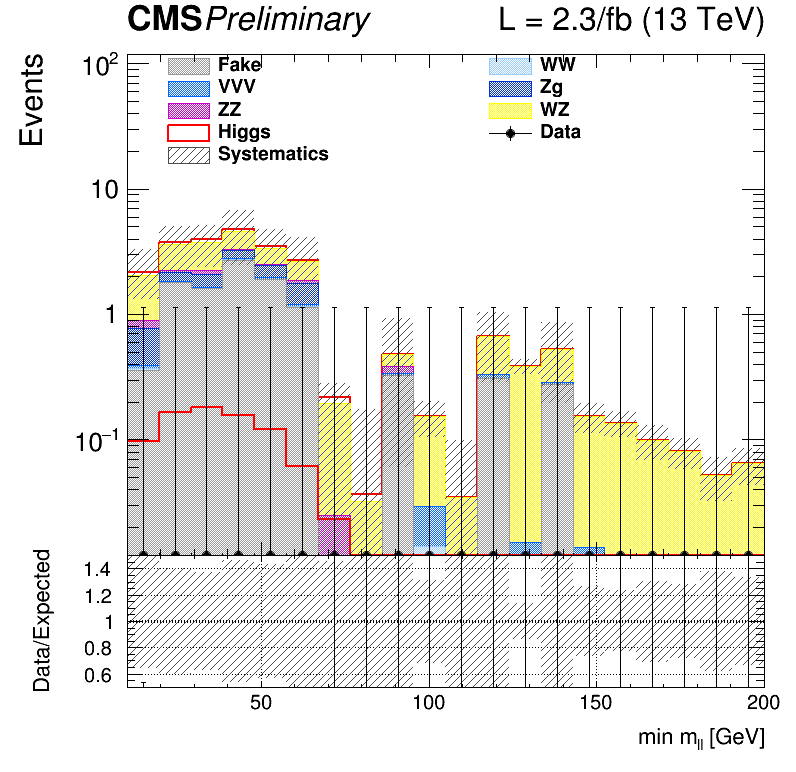 CMS Preliminary L = 2.3/fb (13 TeV)
Events
10²
10
1
10⁻¹
Fake WW
VVV Zg
ZZ WZ
Higgs Data
Systematics
Data/Expected
1.4
1.2
1
0.8
0.6
50 100 150 200
min m_ll [GeV]